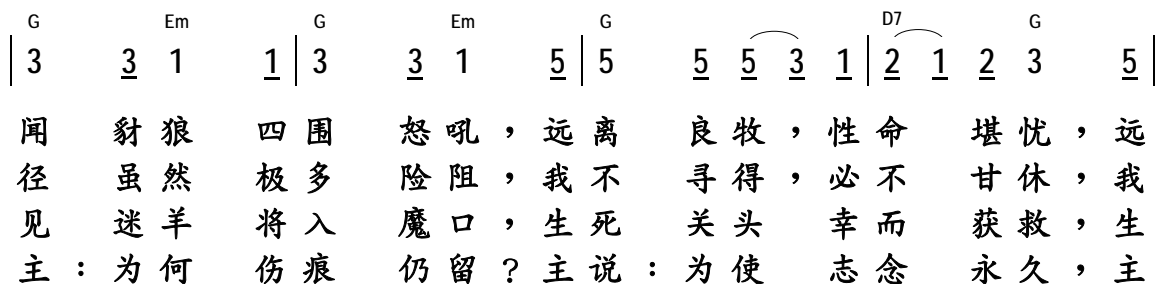 G Em G Em G D7 G
| 3 3 1 1 | 3 3 1 5 | 5 5 5 3 1 | 2 1 2 3 5 |
闻 豺狼 四围 怒吼，远离 良牧，性命 堪忧，远
径 虽然 极多 险阻，我不 寻得，必不 甘休，我
见 迷羊 将入 魔口，生死 关头 幸而 获救，生
主：为何 伤痕 仍留？主说：为使 志念 永久，主